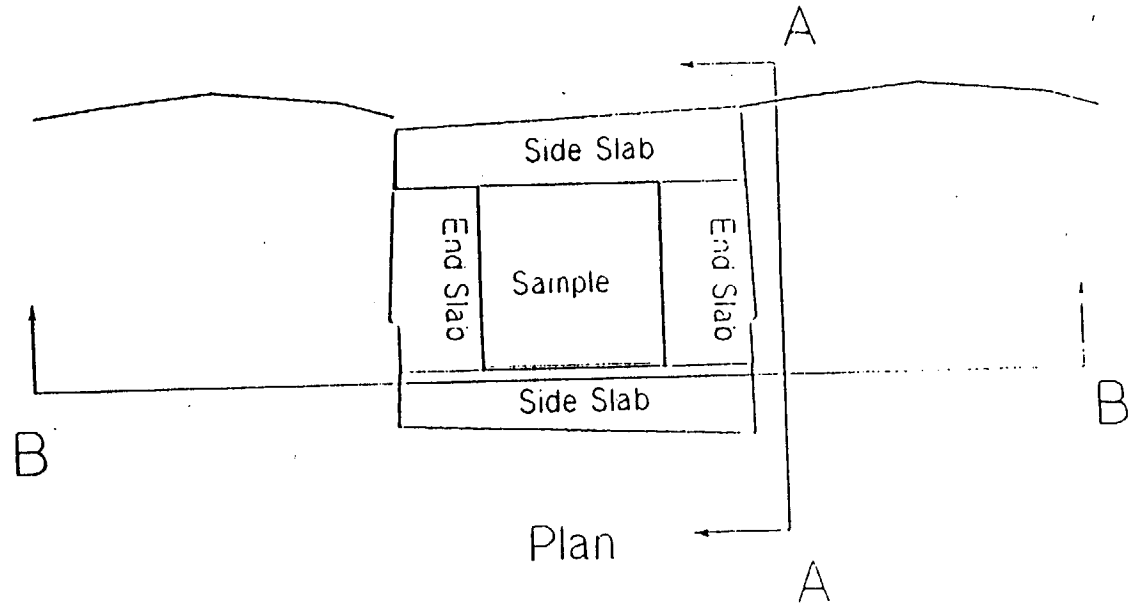 A
Side Slab
End Slab
Sample
End Slab
Side Slab
B
B
Plan
A